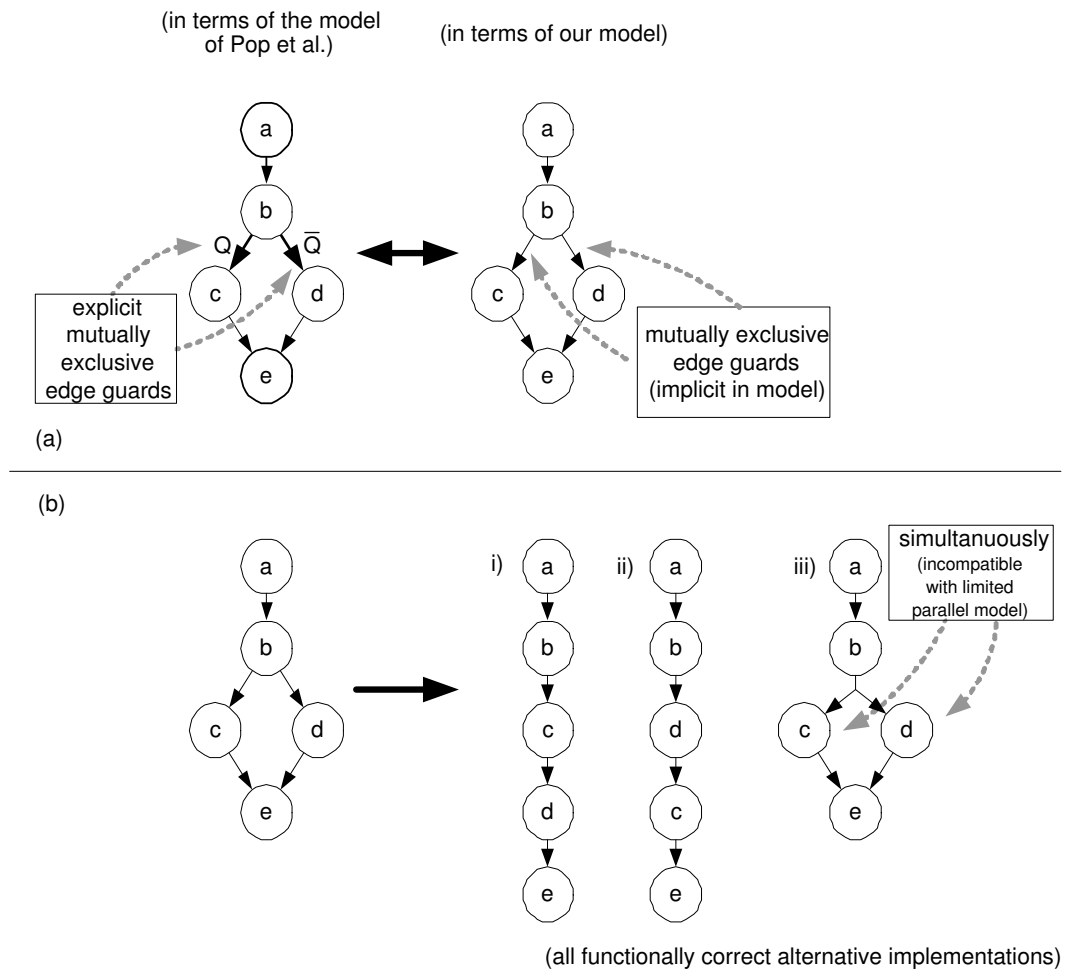 (in terms of the model
of Pop et al.)
(in terms of our model)
a
b
Q
Q̅
c
d
e
explicit
mutually
exclusive
edge guards
a
b
c
d
e
mutually exclusive
edge guards
(implicit in model)
(a)
(b)
a
b
c
d
e
i)
a
b
c
d
e
ii)
a
b
d
c
e
iii)
a
b
c
d
e
simultanuously
(incompatible
with limited
parallel model)
(all functionally correct alternative implementations)